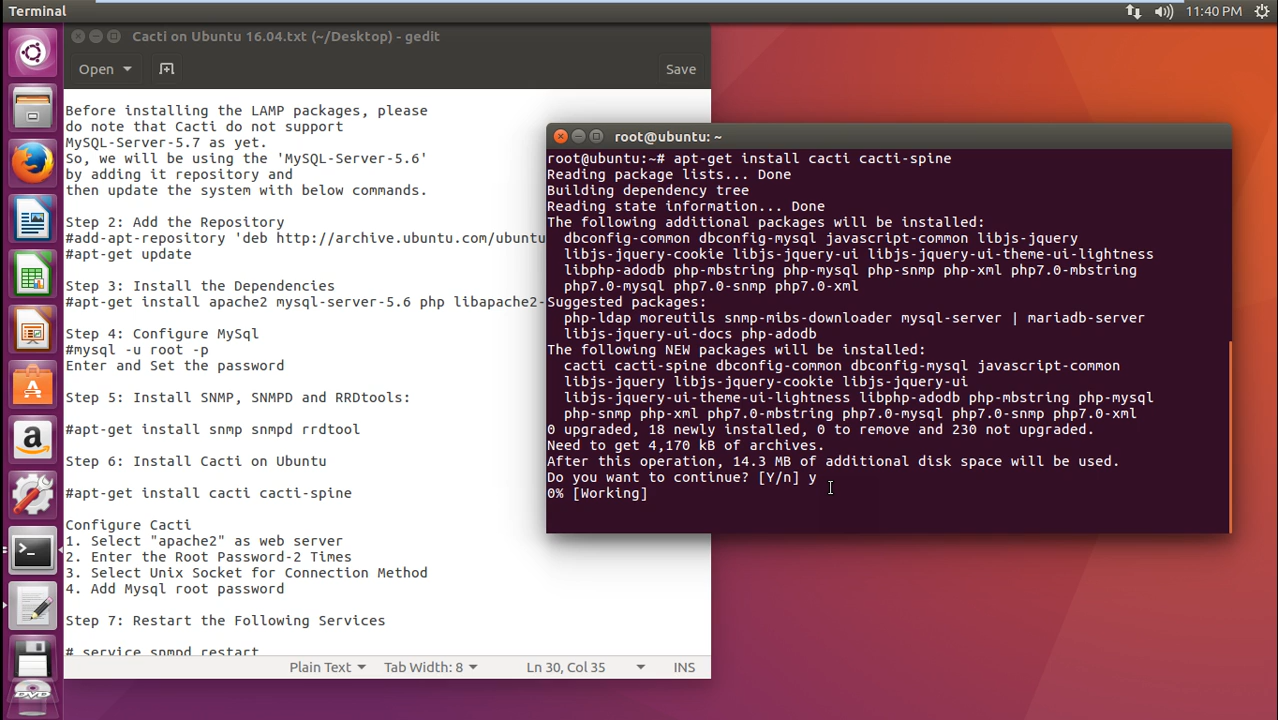 Terminal
11:40 PM
Cacti on Ubuntu 16.04.txt (~/Desktop) - gedit
Open
Save
Before installing the LAMP packages, please
do note that Cacti do not support
MySQL-Server-5.7 as yet.
So, we will be using the 'MySQL-Server-5.6'
by adding it repository and
then update the system with below commands.
Step 2: Add the Repository
#add-apt-repository 'deb http://archive.ubuntu.com/ubuntu
#apt-get update
Step 3: Install the Dependencies
#apt-get install apache2 mysql-server-5.6 php libapache2-
Step 4: Configure MySql
#mysql -u root -p
Enter and Set the password
Step 5: Install SNMP, SNMPD and RRDtools:
#apt-get install snmp snmpd rrdtool
Step 6: Install Cacti on Ubuntu
#apt-get install cacti cacti-spine
Configure Cacti
1. Select "apache2" as web server
2. Enter the Root Password-2 Times
3. Select Unix Socket for Connection Method
4. Add Mysql root password
Step 7: Restart the Following Services
# service snmpd restart
Plain Text Tab Width: 8 Ln 30, Col 35 INS
root@ubuntu: ~
root@ubuntu:~# apt-get install cacti cacti-spine
Reading package lists... Done
Building dependency tree
Reading state information... Done
The following additional packages will be installed:
dbconfig-common dbconfig-mysql javascript-common libjs-jquery
libjs-jquery-cookie libjs-jquery-ui libjs-jquery-ui-theme-ui-lightness
libphp-adodb php-mbstring php-mysql php-snmp php-xml php7.0-mbstring
php7.0-mysql php7.0-snmp php7.0-xml
Suggested packages:
php-ldap moreutils snmp-mibs-downloader mysql-server | mariadb-server
libjs-jquery-ui-docs php-adodb
The following NEW packages will be installed:
cacti cacti-spine dbconfig-common dbconfig-mysql javascript-common
libjs-jquery libjs-jquery-cookie libjs-jquery-ui
libjs-jquery-ui-theme-ui-lightness libphp-adodb php-mbstring php-mysql
php-snmp php-xml php7.0-mbstring php7.0-mysql php7.0-snmp php7.0-xml
0 upgraded, 18 newly installed, 0 to remove and 230 not upgraded.
Need to get 4,170 kB of archives.
After this operation, 14.3 MB of additional disk space will be used.
Do you want to continue? [Y/n] y
0% [Working]